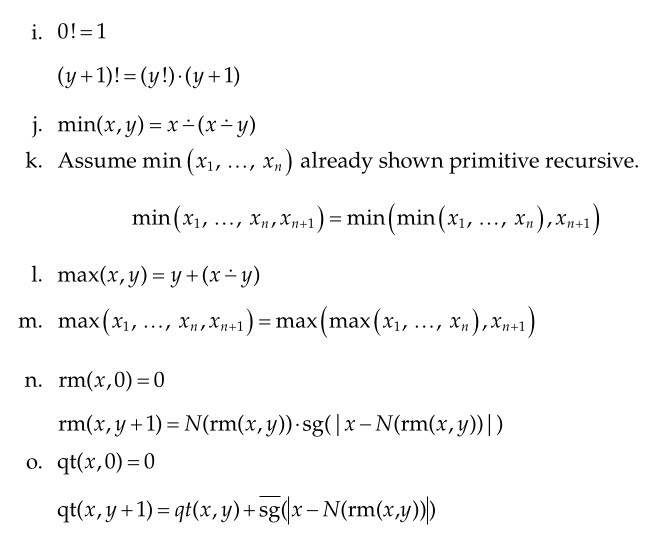 i. 0! = 1
(y + 1)! = (y!) · (y + 1)
j. min(x, y) = x ∸ (x ∸ y)
k. Assume min (x₁, …, xₙ) already shown primitive recursive.
min(x₁, …, xₙ, xₙ₊₁) = min(min(x₁, …, xₙ), xₙ₊₁)
l. max(x, y) = y + (x ∸ y)
m. max(x₁, …, xₙ, xₙ₊₁) = max(max(x₁, …, xₙ), xₙ₊₁)
n. rm(x, 0) = 0
rm(x, y + 1) = N(rm(x, y)) · sg( | x − N(rm(x, y)) | )
o. qt(x, 0) = 0
qt(x, y + 1) = qt(x, y) + s̅g̅(|x − N(rm(x,y))|)